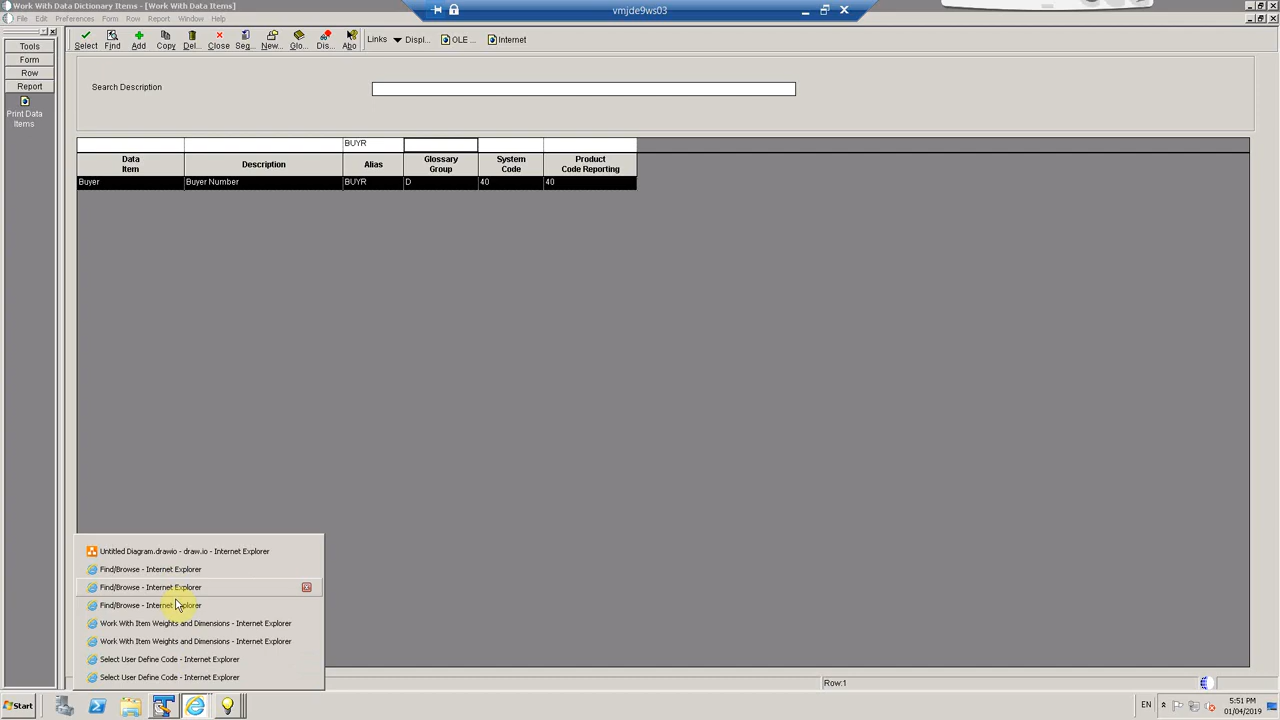 Work With Data Dictionary Items - [Work With Data Items]
vmjde9ws03
File Edit Preferences Form Row Report Window Help
Tools
Form
Row
Report
Print Data
Items
Select Find Add Copy Del... Close Seq... New... Glo... Dis... Abo
Links Displ... OLE ... Internet
Search Description
BUYR
Data
Item
Description
Alias
Glossary
Group
System
Code
Product
Code Reporting
Buyer Buyer Number BUYR D 40 40
Untitled Diagram.drawio - draw.io - Internet Explorer
Find/Browse - Internet Explorer
Find/Browse - Internet Explorer
Find/Browse - Internet Explorer
Work With Item Weights and Dimensions - Internet Explorer
Work With Item Weights and Dimensions - Internet Explorer
Select User Define Code - Internet Explorer
Select User Define Code - Internet Explorer
Row:1
Start
EN
5:51 PM
01/04/2019